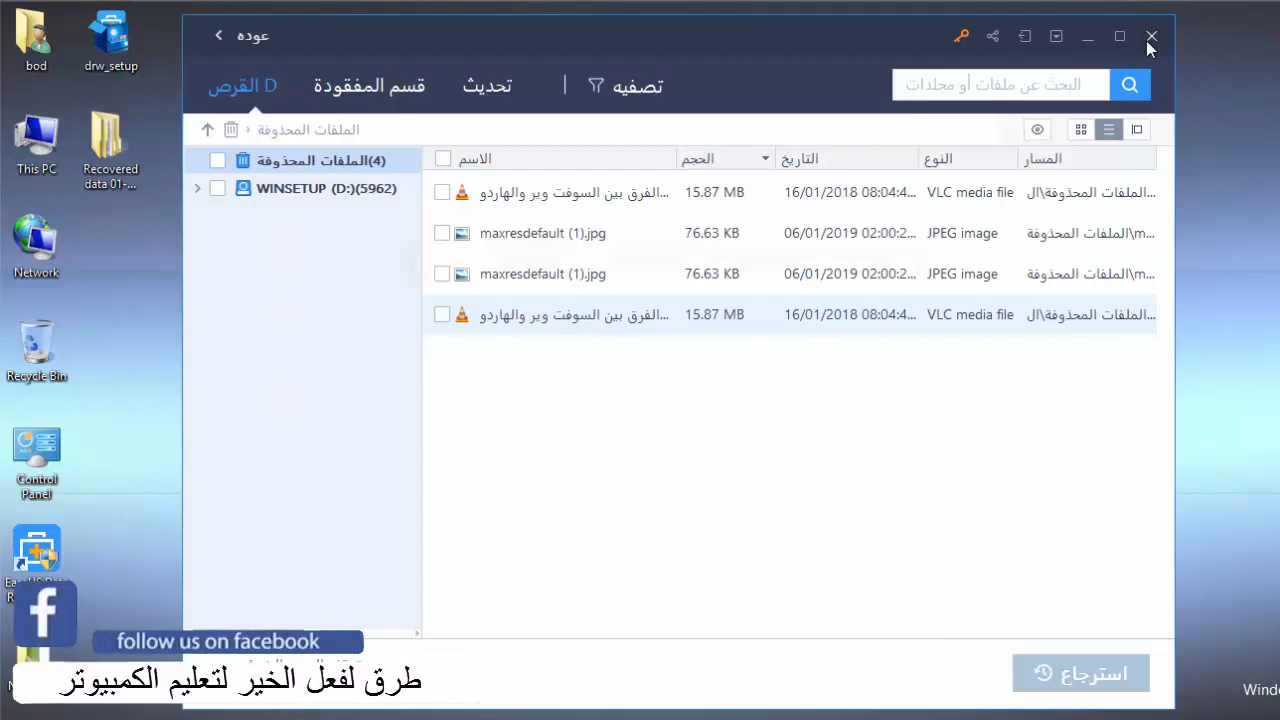 bod
drw_setup
This PC
Recovered
data 01-...
Network
Recycle Bin
Control
Panel
عوده
القرص D
قسم المفقودة
تحديث
تصفيه
البحث عن ملفات أو مجلدات
الملفات المحذوفة
الملفات المحذوفة(4)
WINSETUP (D:)(5962)
الاسم الحجم التاريخ النوع المسار
الفرق بين السوفت وير والهاردو... 15.87 MB 16/01/2018 08:04:4... VLC media file الملفات المحذوفة\ال...
maxresdefault (1).jpg 76.63 KB 06/01/2019 02:00:2... JPEG image الملفات المحذوفة\m...
maxresdefault (1).jpg 76.63 KB 06/01/2019 02:00:2... JPEG image الملفات المحذوفة\m...
الفرق بين السوفت وير والهاردو... 15.87 MB 16/01/2018 08:04:4... VLC media file الملفات المحذوفة\ال...
استرجاع
follow us on facebook
طرق لفعل الخير لتعليم الكمبيوتر